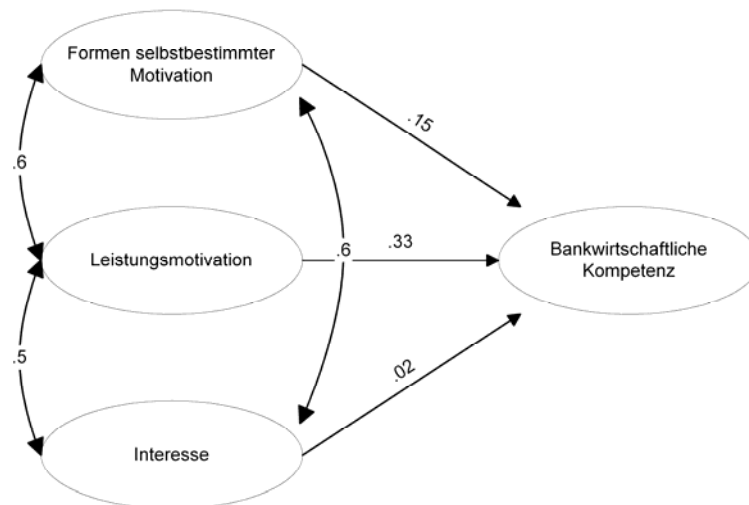 Formen selbstbestimmter
Motivation
.15
.6
Leistungsmotivation
.6
.33
Bankwirtschaftliche
Kompetenz
.5
.02
Interesse